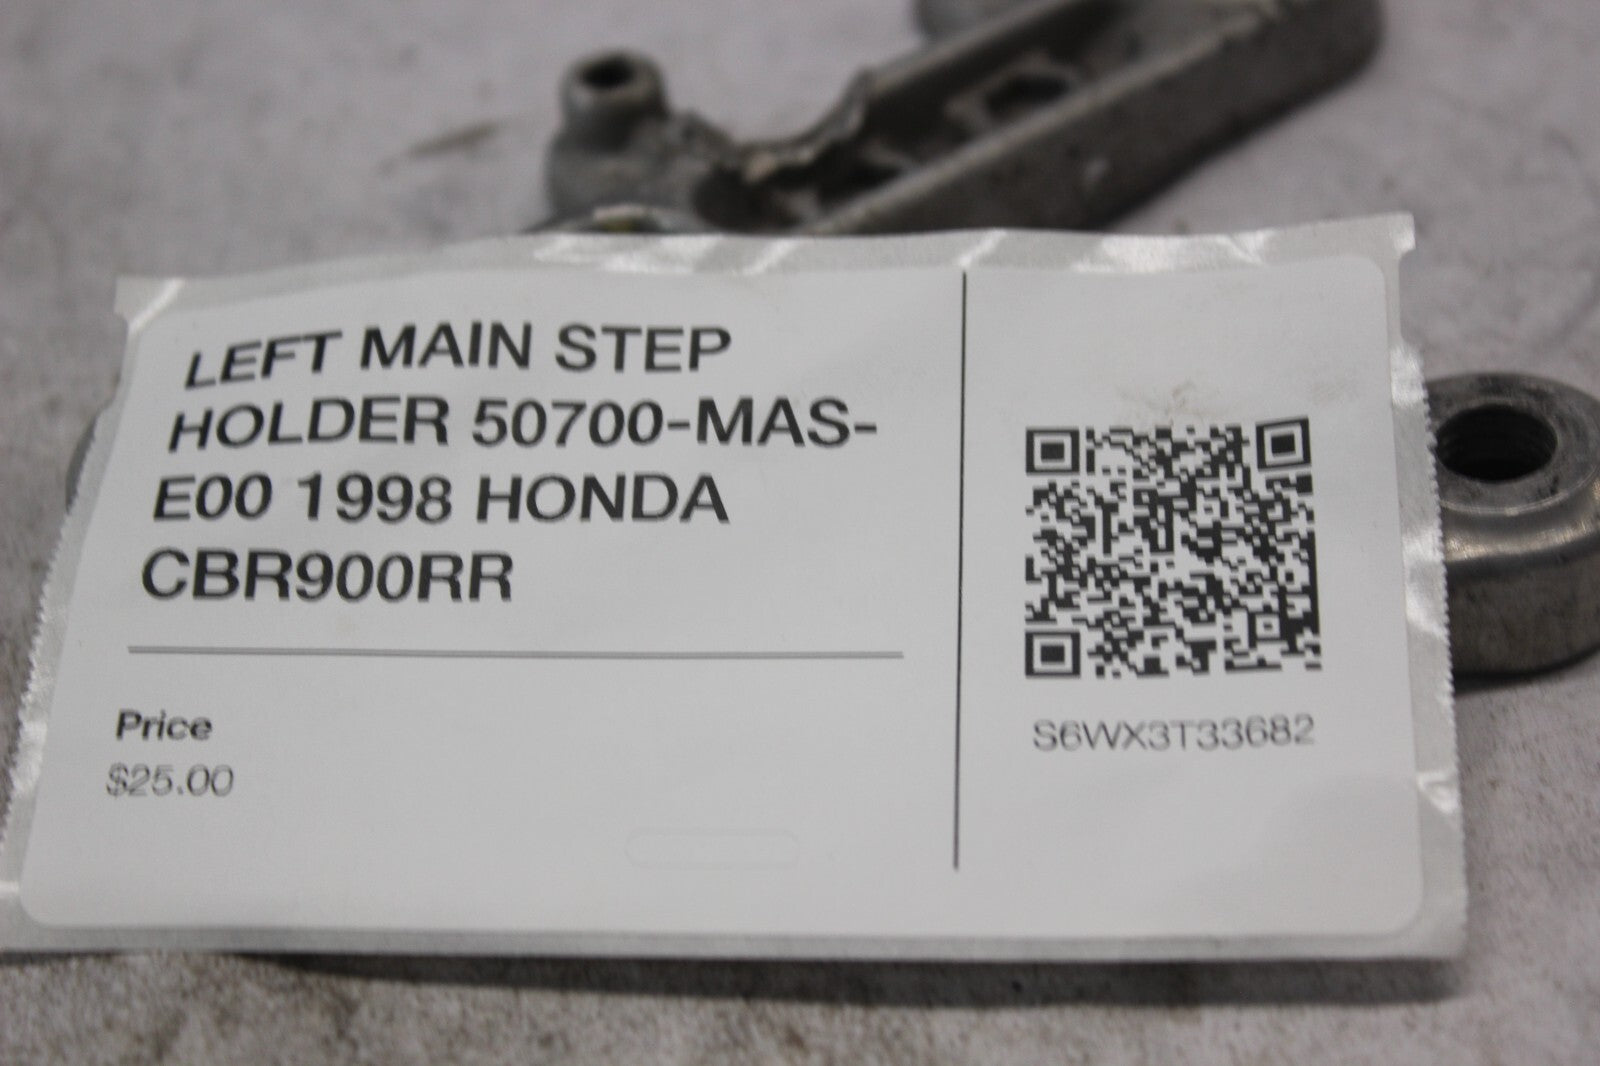 LEFT MAIN STEP
HOLDER 50700-MAS-
E00 1998 HONDA
CBR900RR
Price
$25.00
S6WX3T33682